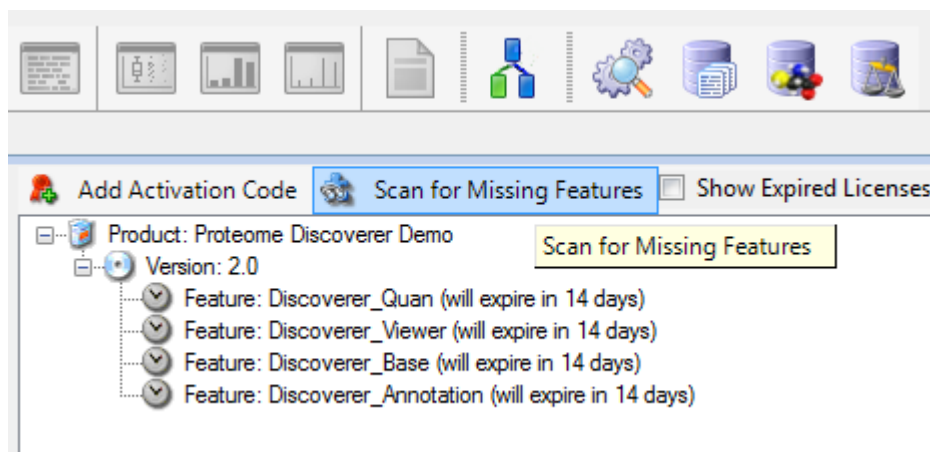 Add Activation Code Scan for Missing Features Show Expired Licenses
Product: Proteome Discoverer Demo
Scan for Missing Features
Version: 2.0
Feature: Discoverer_Quan (will expire in 14 days)
Feature: Discoverer_Viewer (will expire in 14 days)
Feature: Discoverer_Base (will expire in 14 days)
Feature: Discoverer_Annotation (will expire in 14 days)